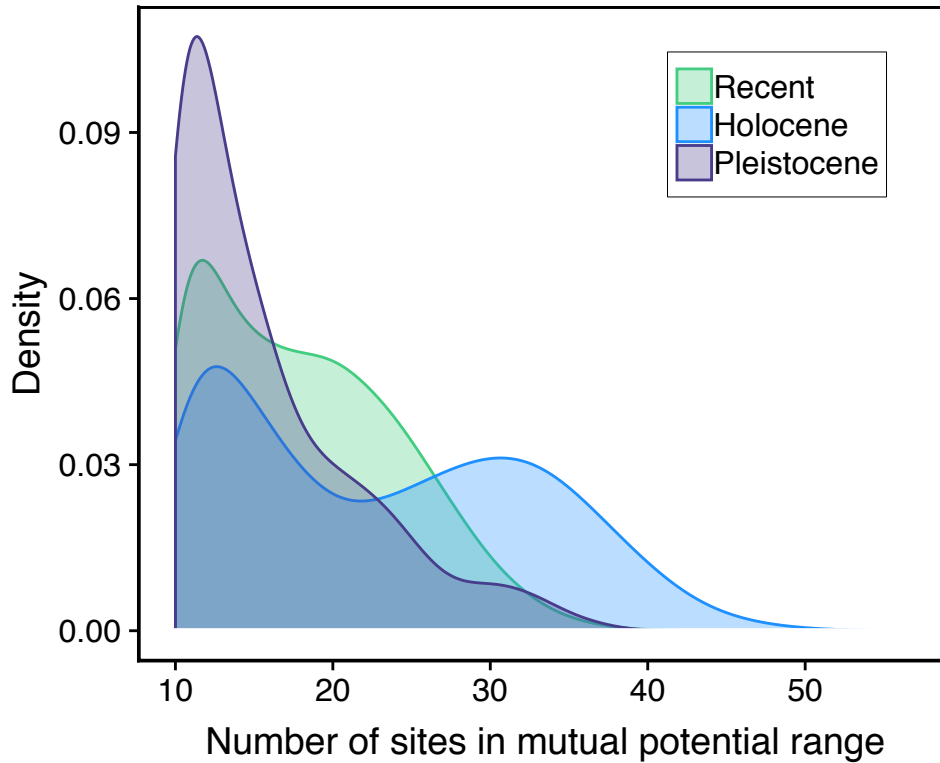 Recent
Holocene
Pleistocene
Density
0.09
0.06
0.03
0.00
10 20 30 40 50
Number of sites in mutual potential range